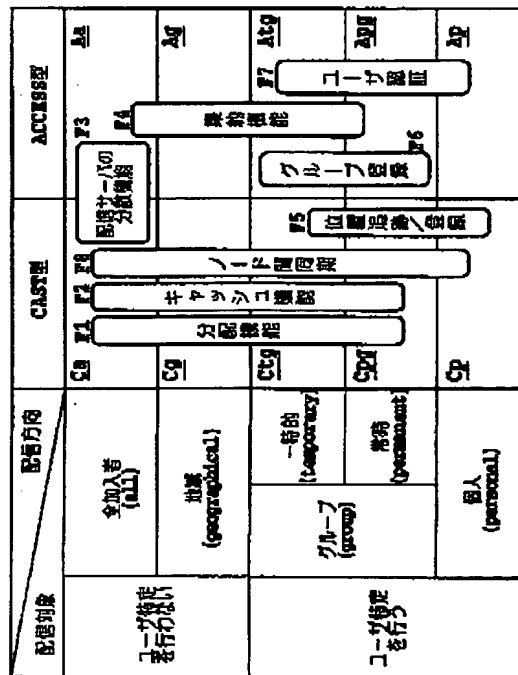 配信方向
配信対象
CAST型
ACCESS型
ユーザ特定
を行わない
全加入者
(all)
Ca
Aa
地域
(geographical)
Cg
Ag
ユーザ特定
を行う
グループ
(group)
一時的
(temporary)
Ctg
Atg
常時
(permanent)
Cpg
Apg
個人
(personal)
Cp
Ap
F1
分配機能
F2
キャッシュ機能
F8
ノード間同期
F3
配信サーバの
分散機能
F4
集約機能
F5
位置認識/登録
F6
グループ登録
F7
ユーザ認証